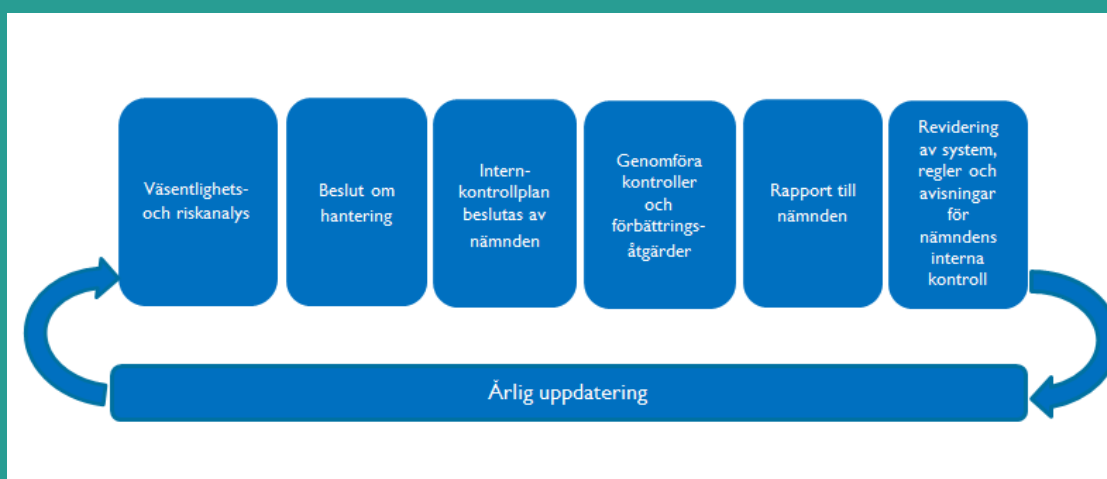 Väsentlighets-
och riskanalys
Beslut om
hantering
Intern-
kontrollplan
beslutas av
nämnden
Genomföra
kontroller
och
förbättrings-
åtgärder
Rapport till
nämnden
Revidering
av system,
regler och
avisningar
för
nämndens
interna
kontroll
Årlig uppdatering